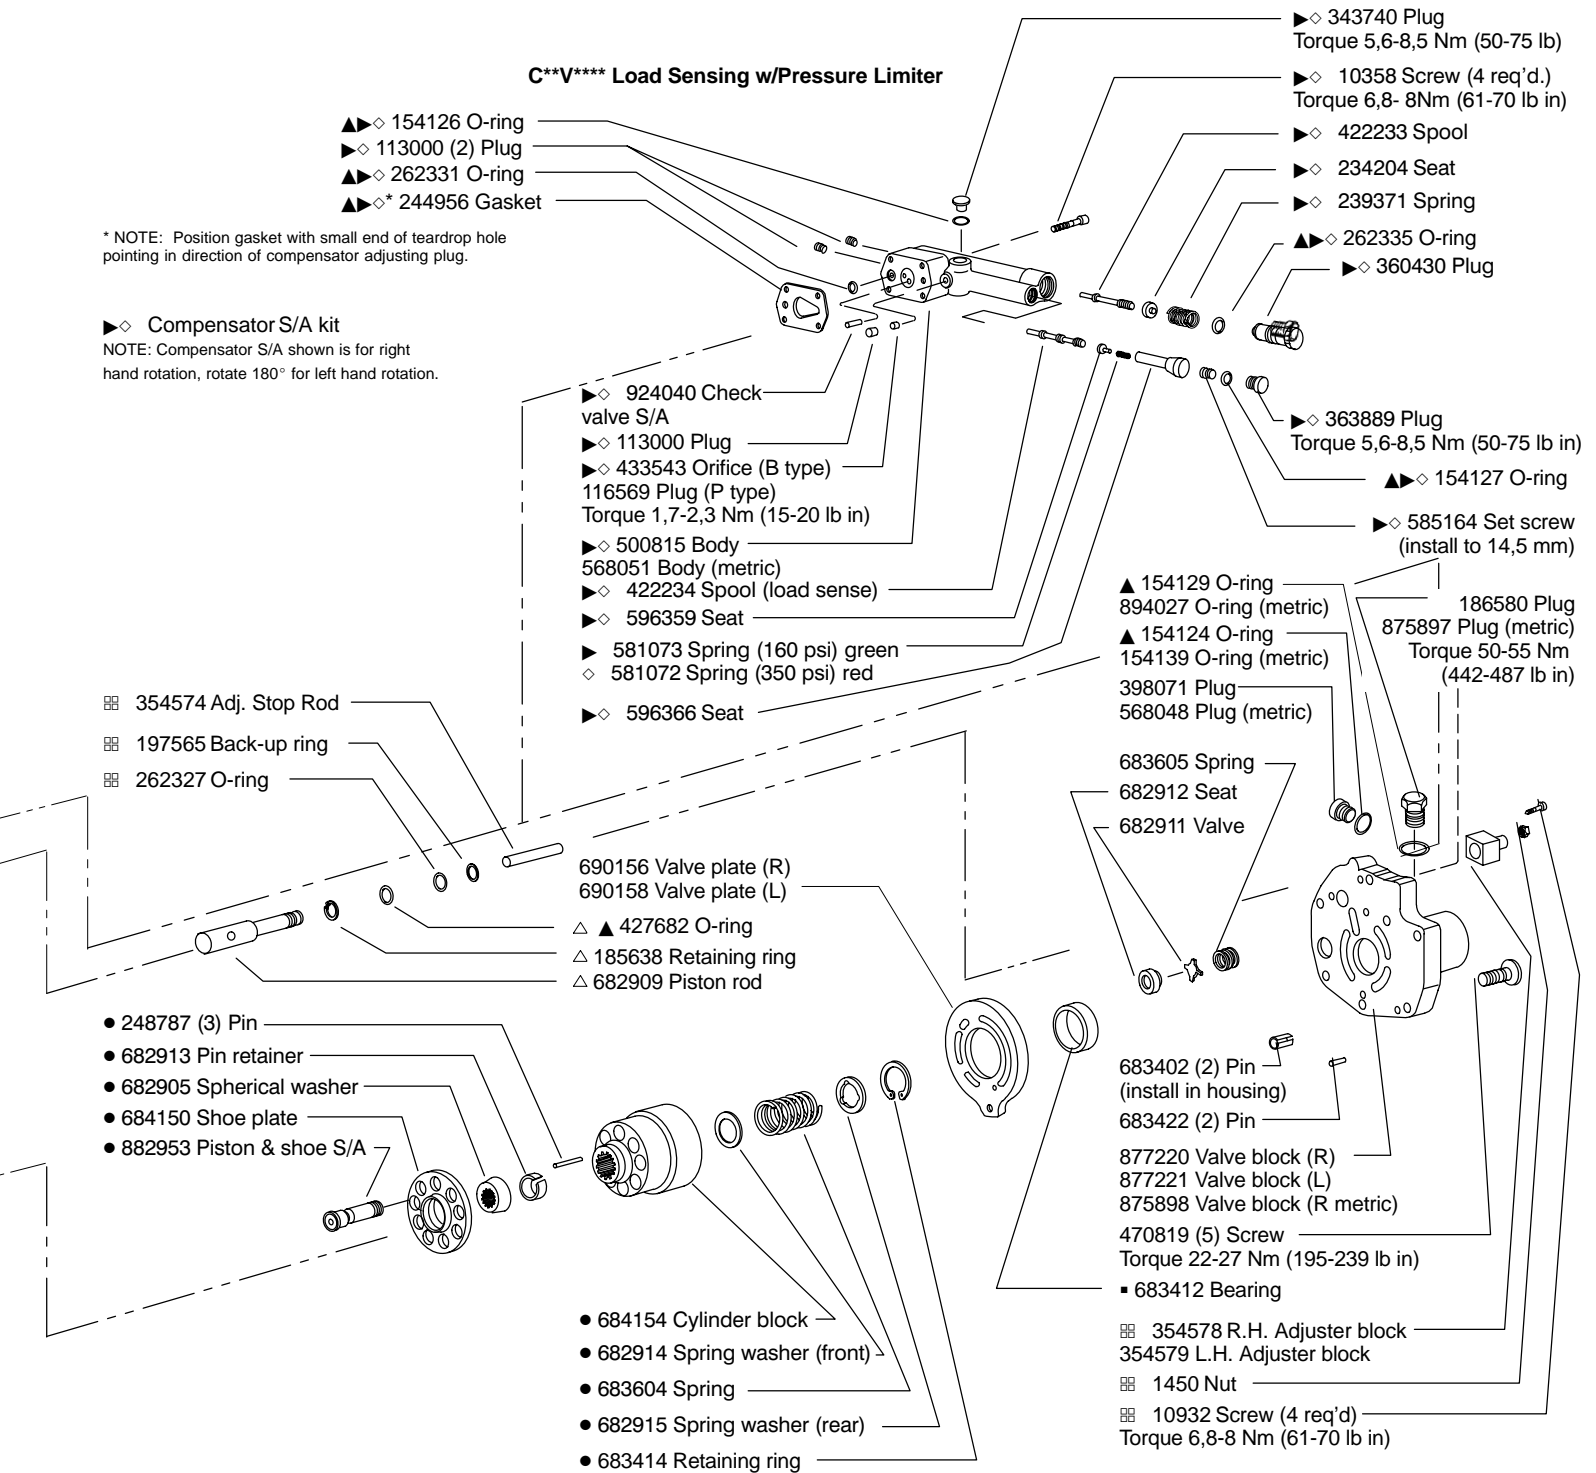 ▶◇ 343740 Plug
Torque 5,6-8,5 Nm (50-75 lb)
C**V**** Load Sensing w/Pressure Limiter
▶◇ 10358 Screw (4 req'd.)
Torque 6,8- 8Nm (61-70 lb in)
▲▶◇ 154126 O-ring
▶◇ 113000 (2) Plug
▲▶◇ 262331 O-ring
▲▶◇* 244956 Gasket
▶◇ 422233 Spool
▶◇ 234204 Seat
▶◇ 239371 Spring
▲▶◇ 262335 O-ring
▶◇ 360430 Plug
* NOTE: Position gasket with small end of teardrop hole
pointing in direction of compensator adjusting plug.
▶◇ Compensator S/A kit
NOTE: Compensator S/A shown is for right
hand rotation, rotate 180° for left hand rotation.
▶◇ 924040 Check
valve S/A
▶◇ 113000 Plug
▶◇ 433543 Orifice (B type)
116569 Plug (P type)
Torque 1,7-2,3 Nm (15-20 lb in)
▶◇ 500815 Body
568051 Body (metric)
▶◇ 422234 Spool (load sense)
▶◇ 596359 Seat
▶ 581073 Spring (160 psi) green
◇ 581072 Spring (350 psi) red
▶◇ 596366 Seat
▶◇ 363889 Plug
Torque 5,6-8,5 Nm (50-75 lb in)
▲▶◇ 154127 O-ring
▶◇ 585164 Set screw
(install to 14,5 mm)
▲ 154129 O-ring
894027 O-ring (metric)
▲ 154124 O-ring
154139 O-ring (metric)
398071 Plug
568048 Plug (metric)
186580 Plug
875897 Plug (metric)
Torque 50-55 Nm
(442-487 lb in)
683605 Spring
682912 Seat
682911 Valve
⊞ 354574 Adj. Stop Rod
⊞ 197565 Back-up ring
⊞ 262327 O-ring
690156 Valve plate (R)
690158 Valve plate (L)
△ ▲ 427682 O-ring
△ 185638 Retaining ring
△ 682909 Piston rod
● 248787 (3) Pin
● 682913 Pin retainer
● 682905 Spherical washer
● 684150 Shoe plate
● 882953 Piston & shoe S/A
683402 (2) Pin
(install in housing)
683422 (2) Pin
877220 Valve block (R)
877221 Valve block (L)
875898 Valve block (R metric)
470819 (5) Screw
Torque 22-27 Nm (195-239 lb in)
▪ 683412 Bearing
⊞ 354578 R.H. Adjuster block
354579 L.H. Adjuster block
⊞ 1450 Nut
⊞ 10932 Screw (4 req'd)
Torque 6,8-8 Nm (61-70 lb in)
● 684154 Cylinder block
● 682914 Spring washer (front)
● 683604 Spring
● 682915 Spring washer (rear)
● 683414 Retaining ring